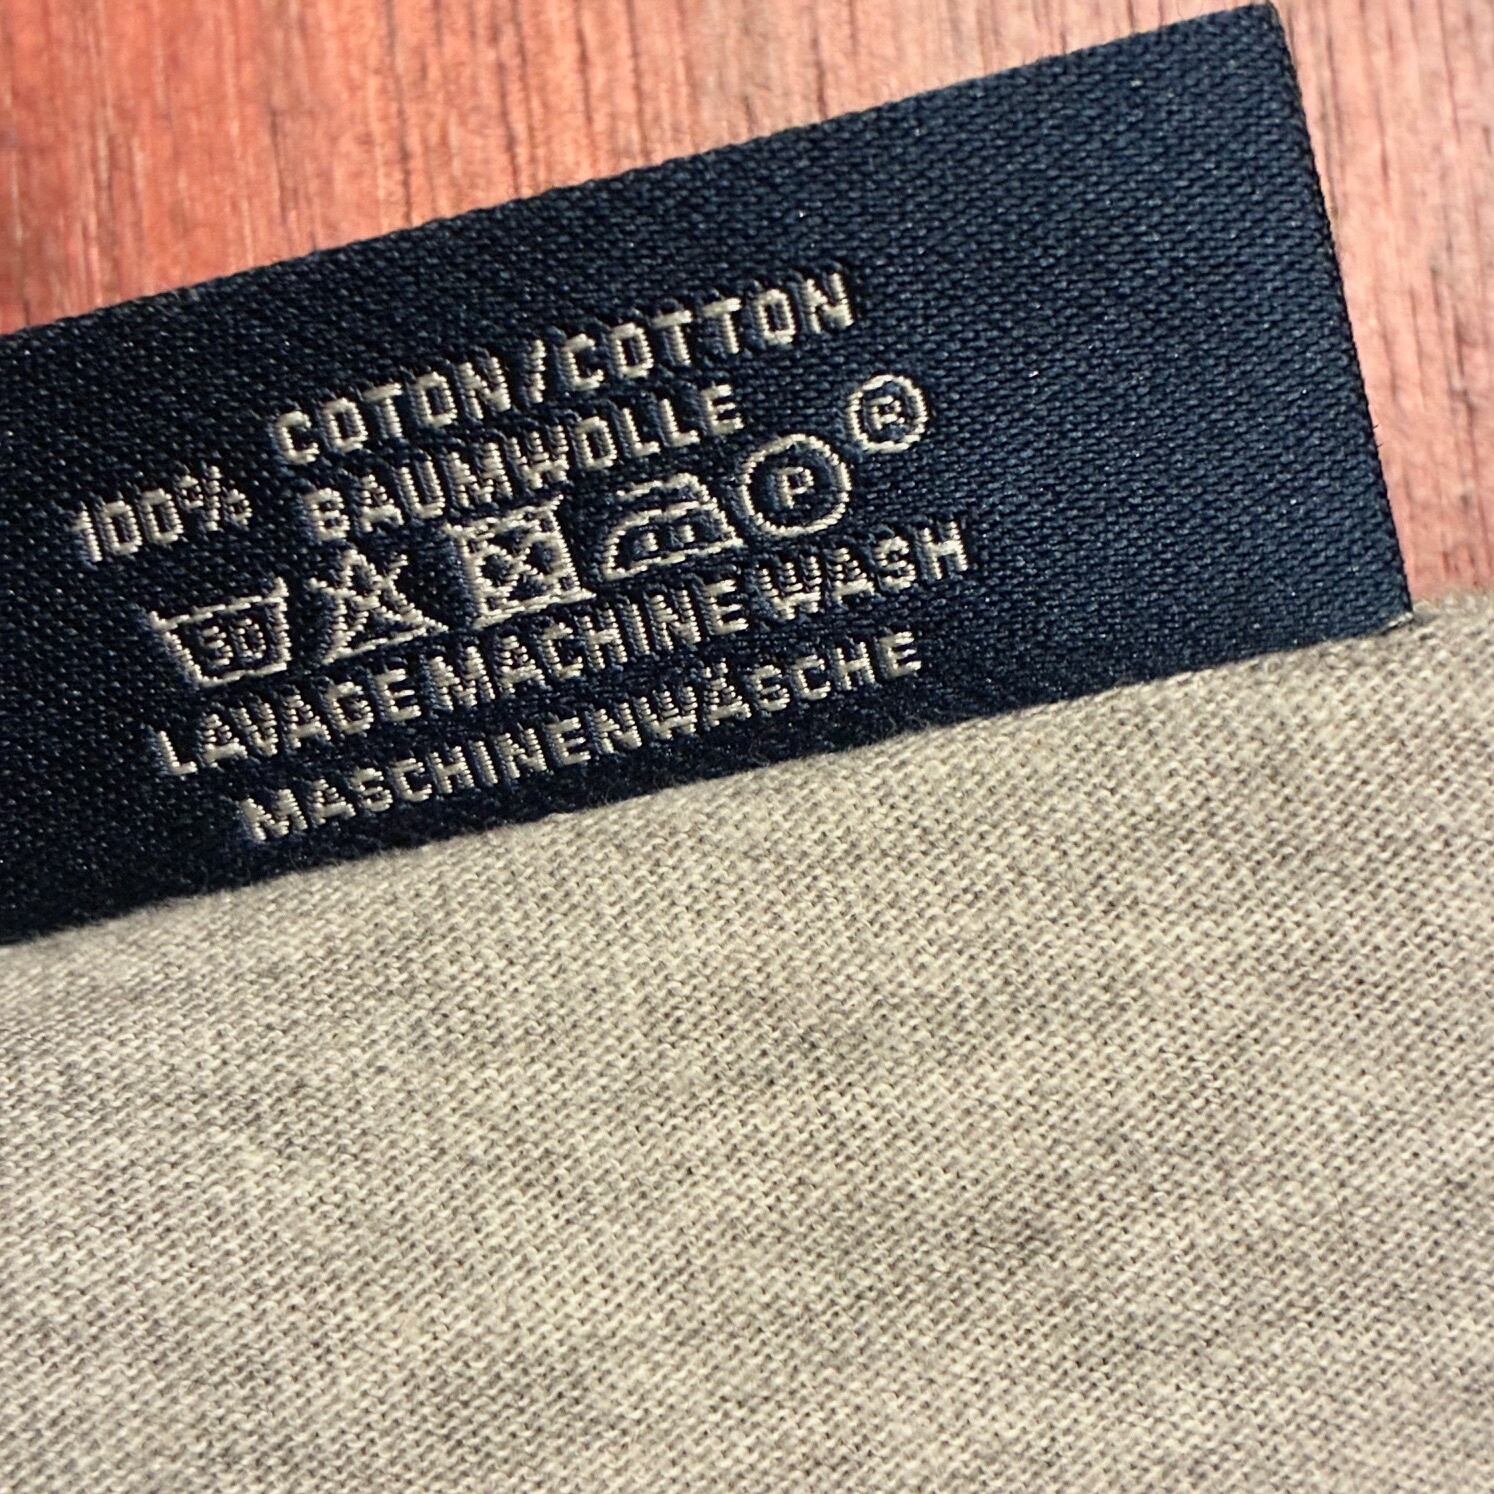 100% COTON/COTTON
BAUMWOLLE
30 P ®
LAVAGE MACHINE WASH
MASCHINENWÄSCHE